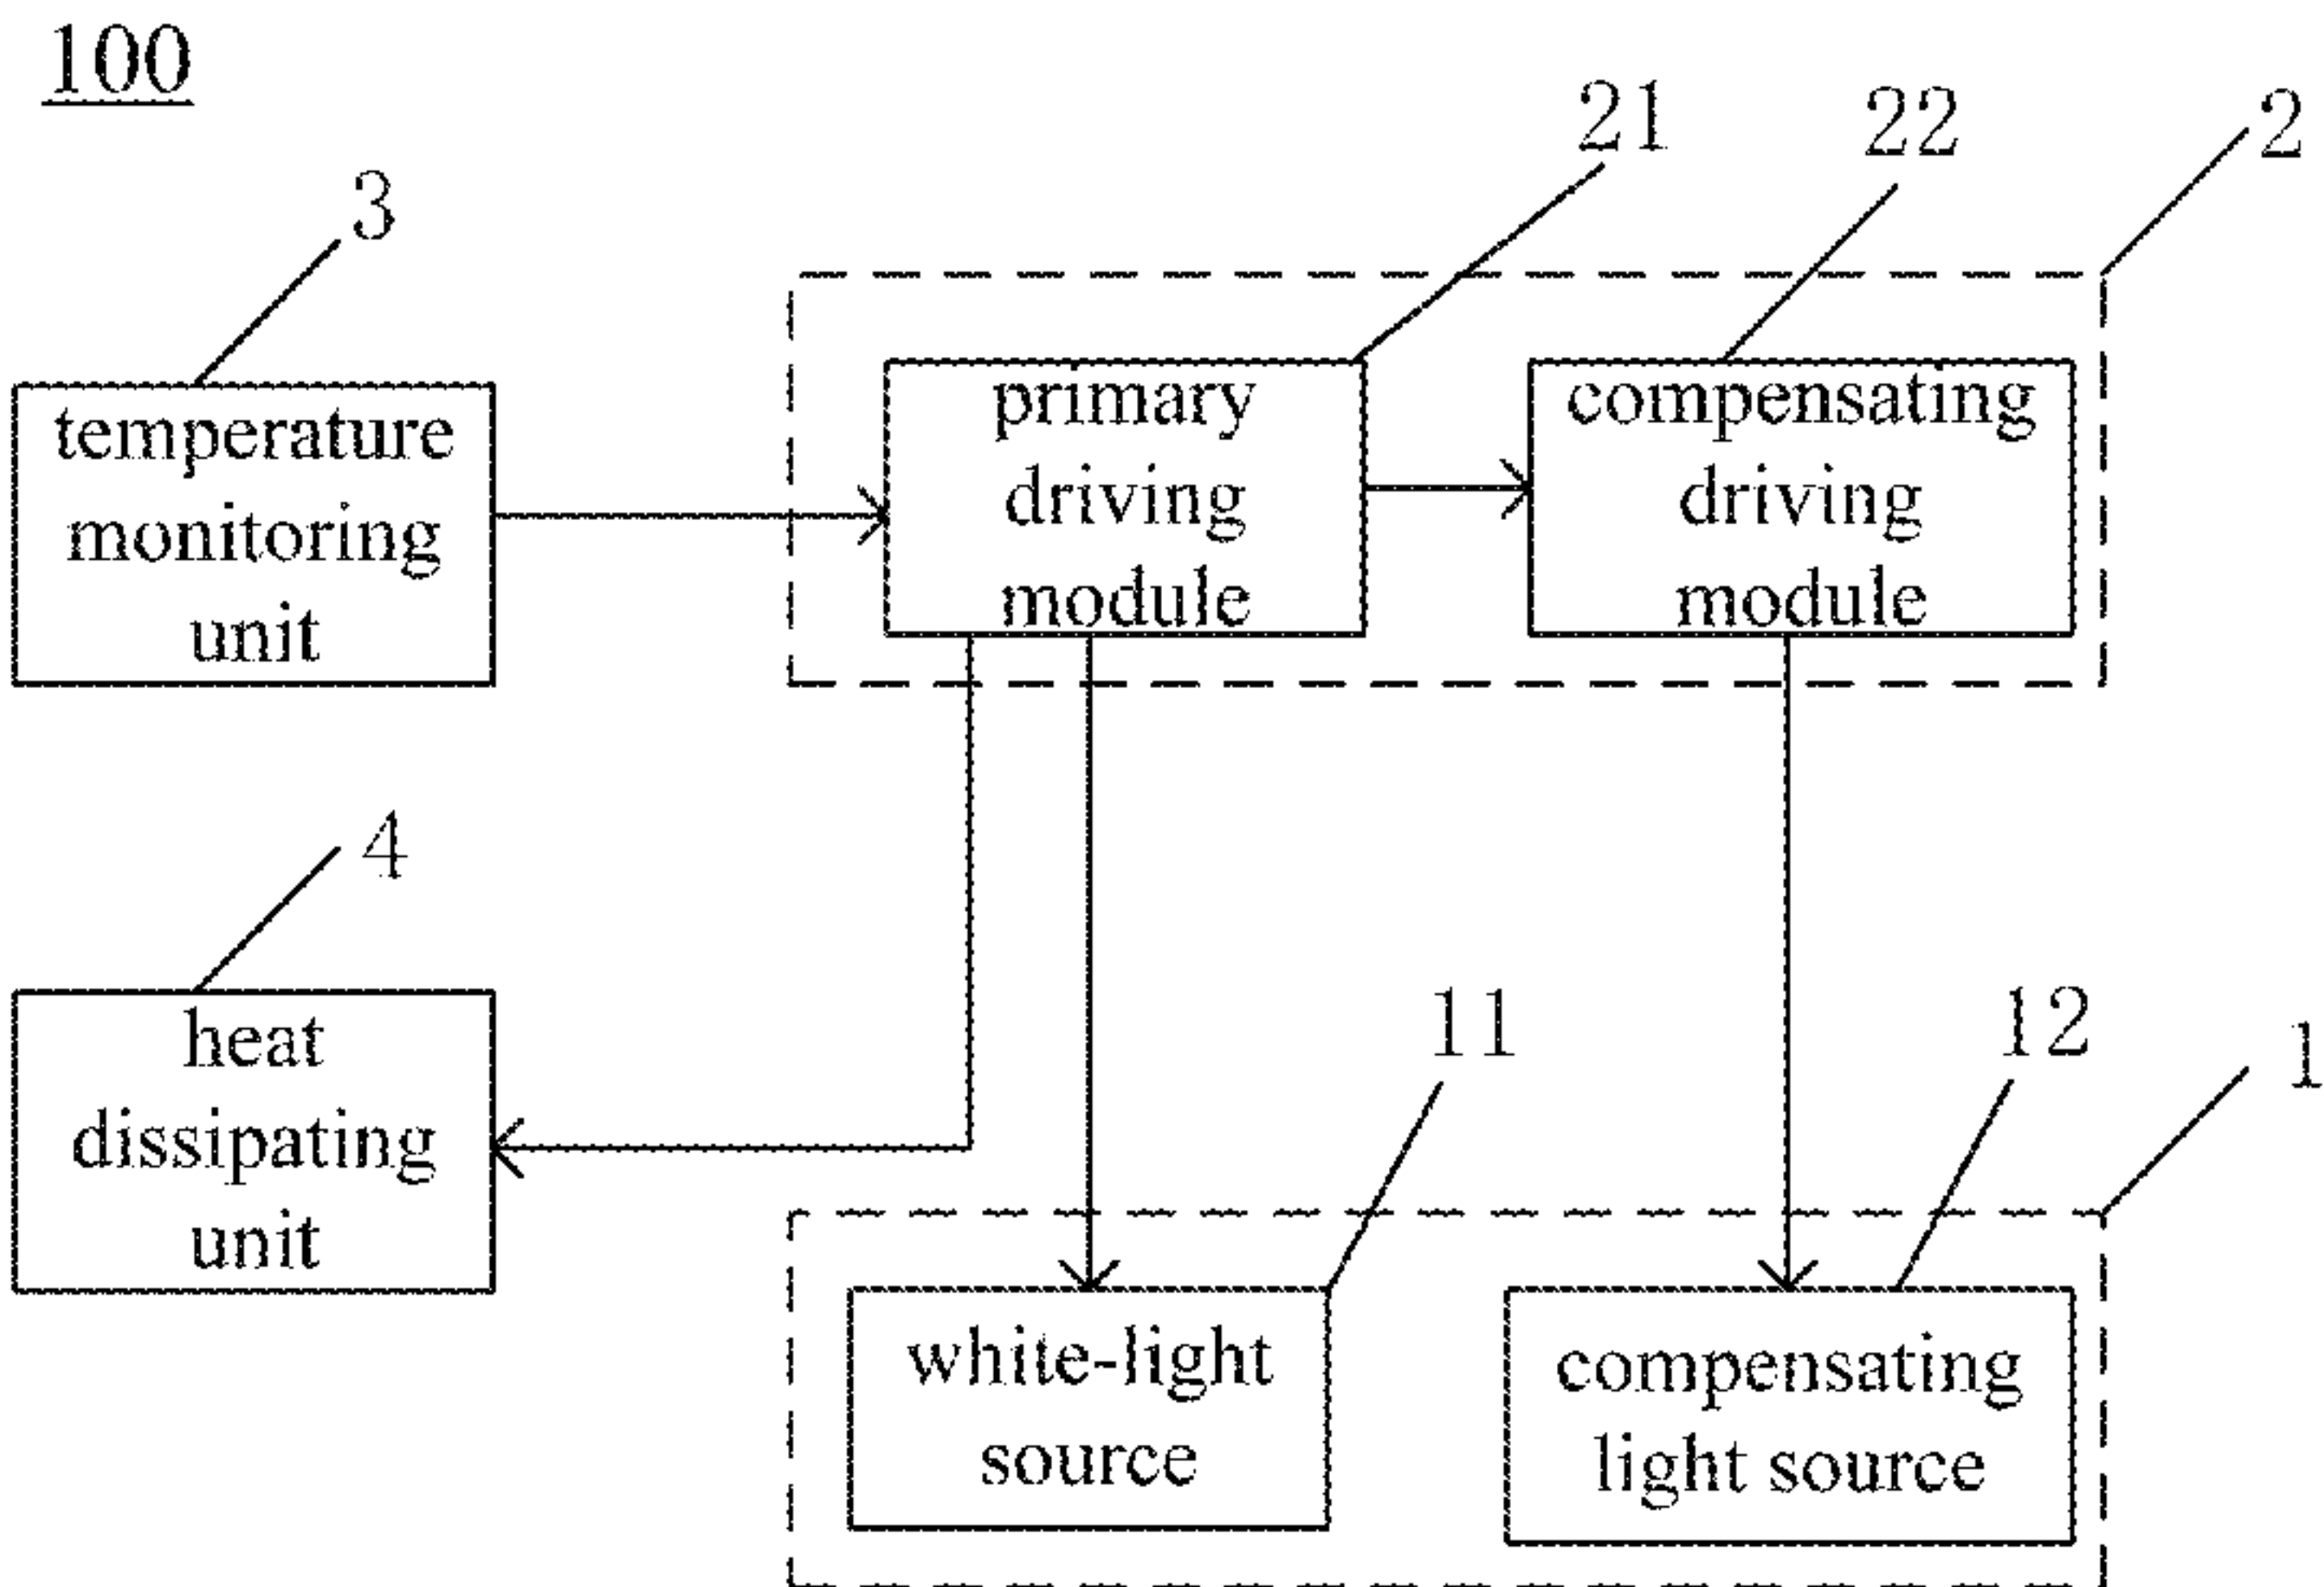 100
21
22
2
3
temperature
monitoring
unit
primary
driving
module
compensating
driving
module
4
heat
dissipating
unit
11
12
1
white-light
source
compensating
light source